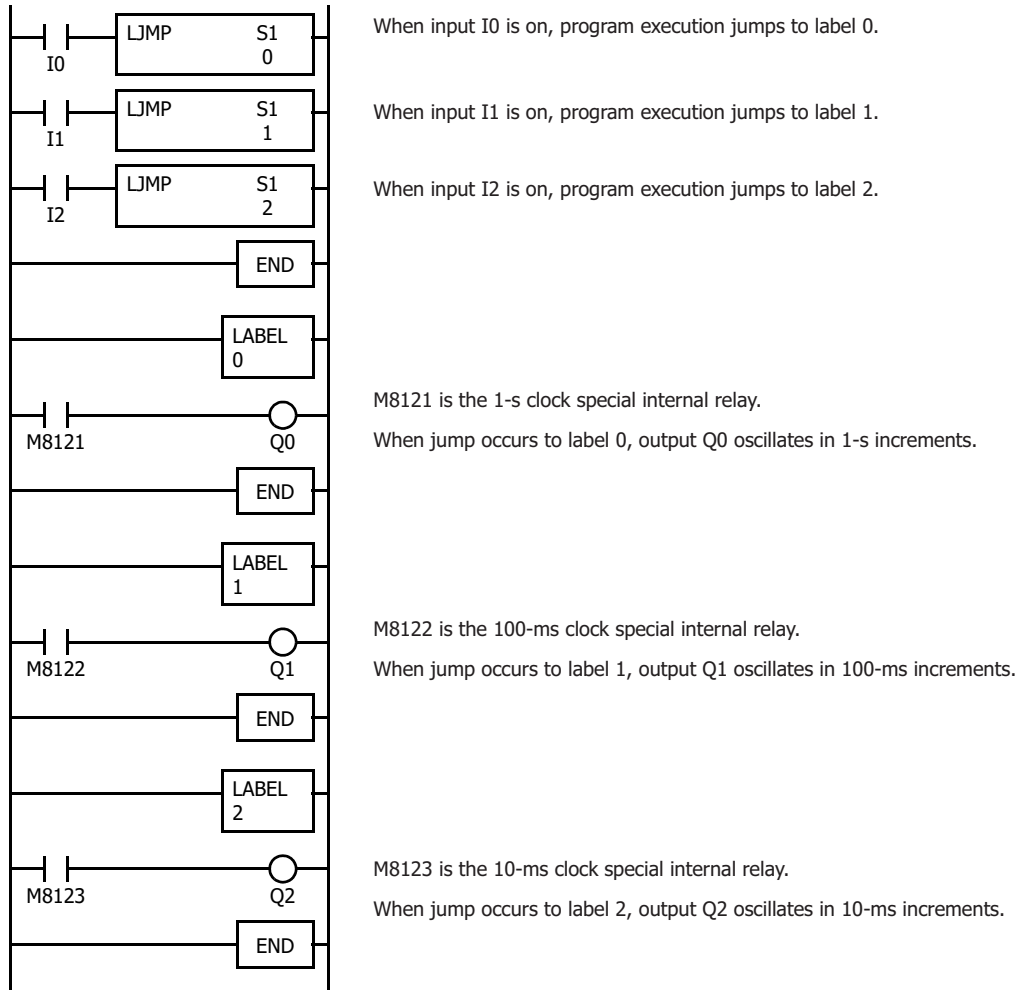 LJMP S1
0
I0
When input I0 is on, program execution jumps to label 0.
LJMP S1
1
I1
When input I1 is on, program execution jumps to label 1.
LJMP S1
2
I2
When input I2 is on, program execution jumps to label 2.
END
LABEL
0
M8121 Q0
M8121 is the 1-s clock special internal relay.
When jump occurs to label 0, output Q0 oscillates in 1-s increments.
END
LABEL
1
M8122 Q1
M8122 is the 100-ms clock special internal relay.
When jump occurs to label 1, output Q1 oscillates in 100-ms increments.
END
LABEL
2
M8123 Q2
M8123 is the 10-ms clock special internal relay.
When jump occurs to label 2, output Q2 oscillates in 10-ms increments.
END